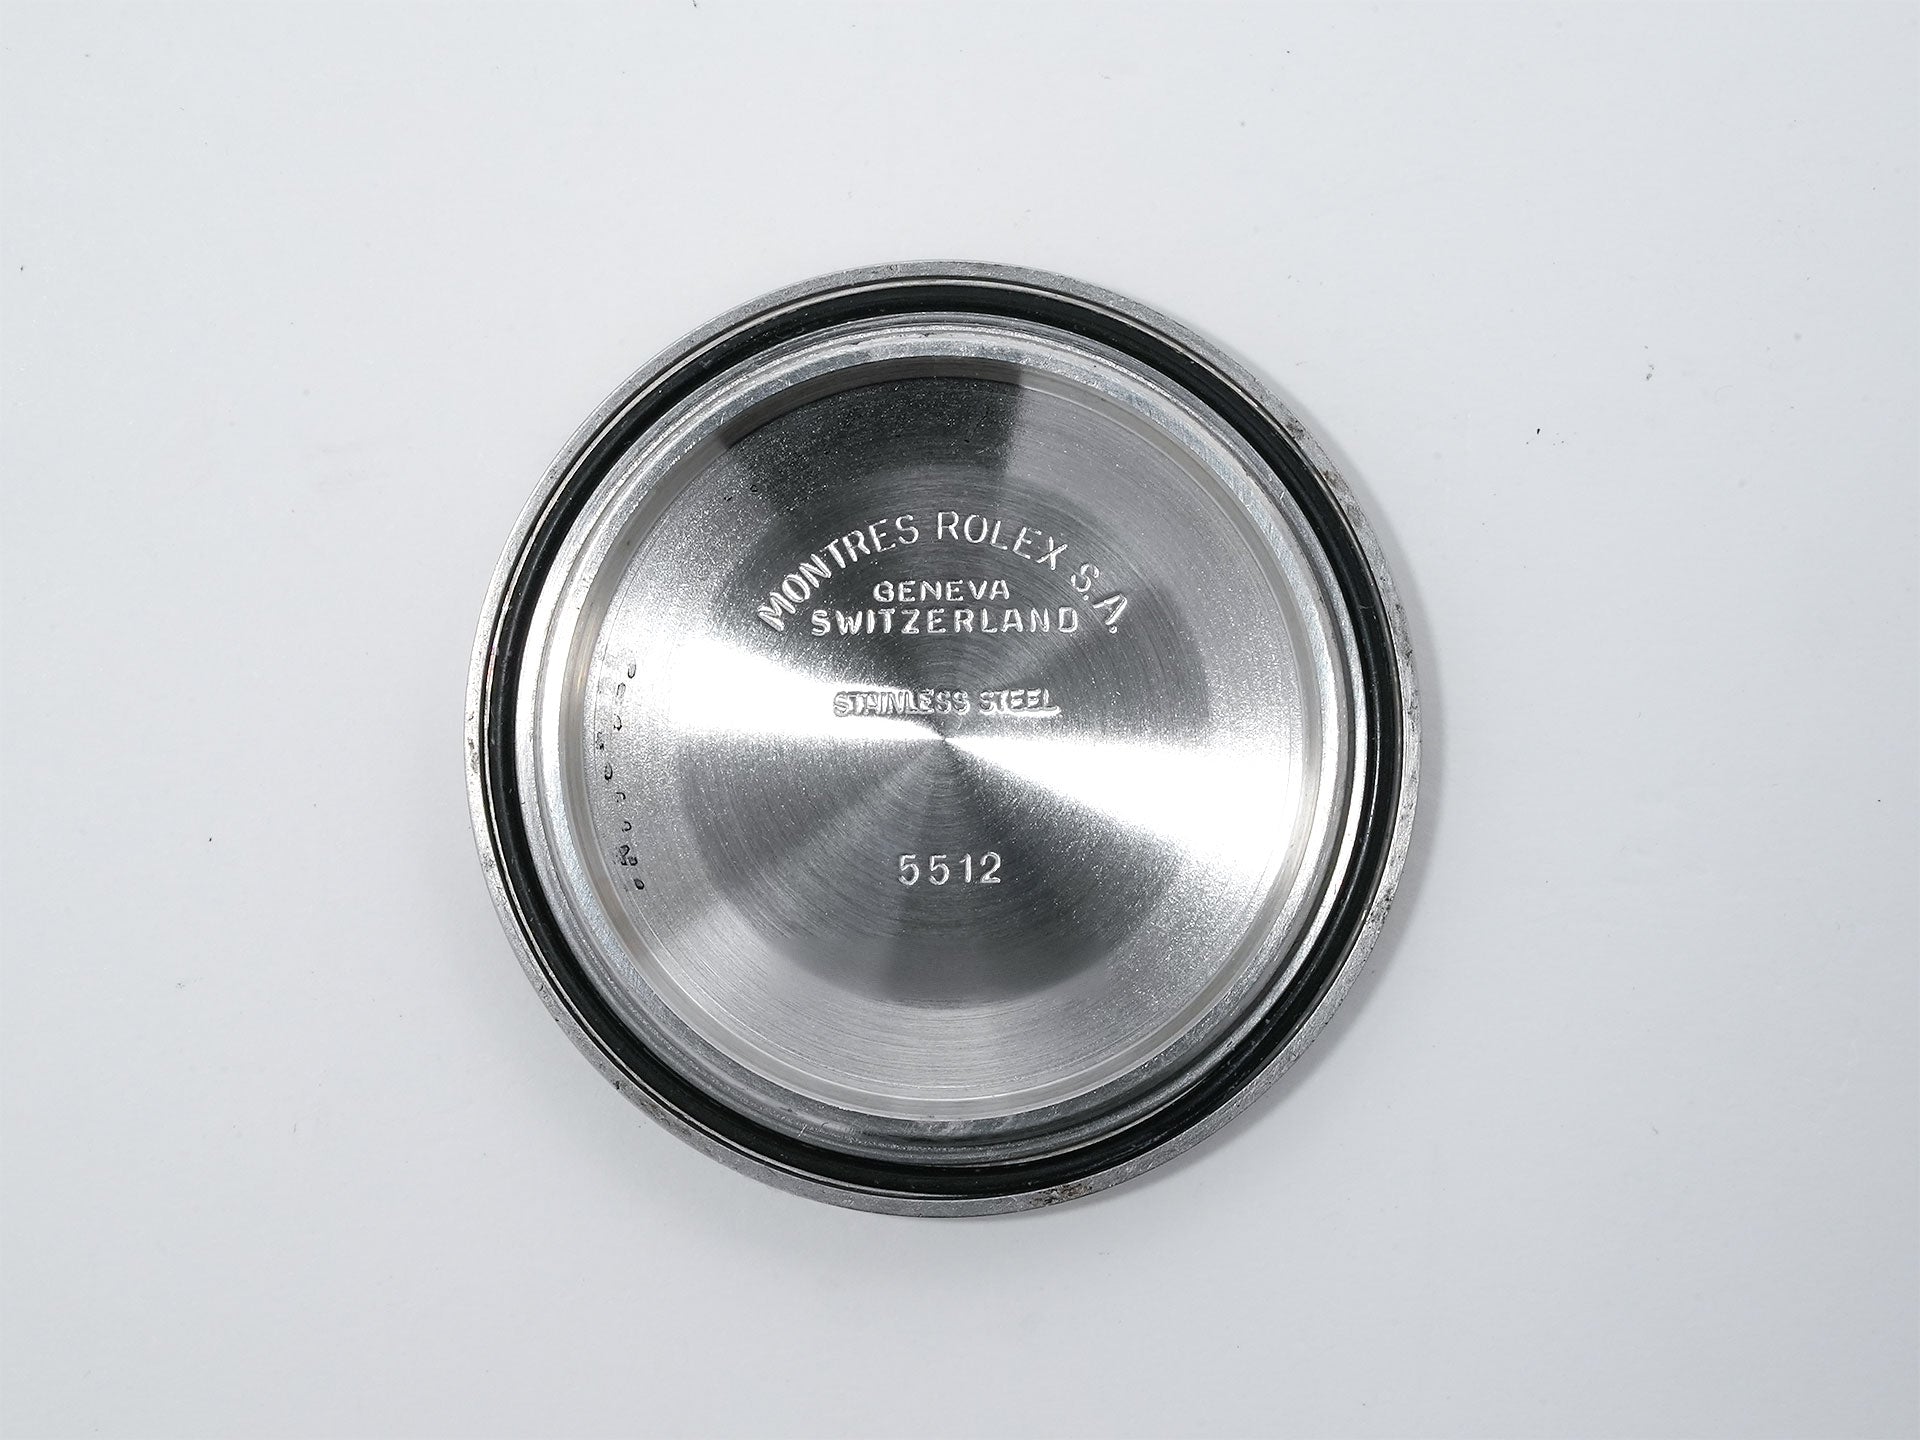 MONTRES ROLEX S.A.
GENEVA
SWITZERLAND
STAINLESS STEEL
5512